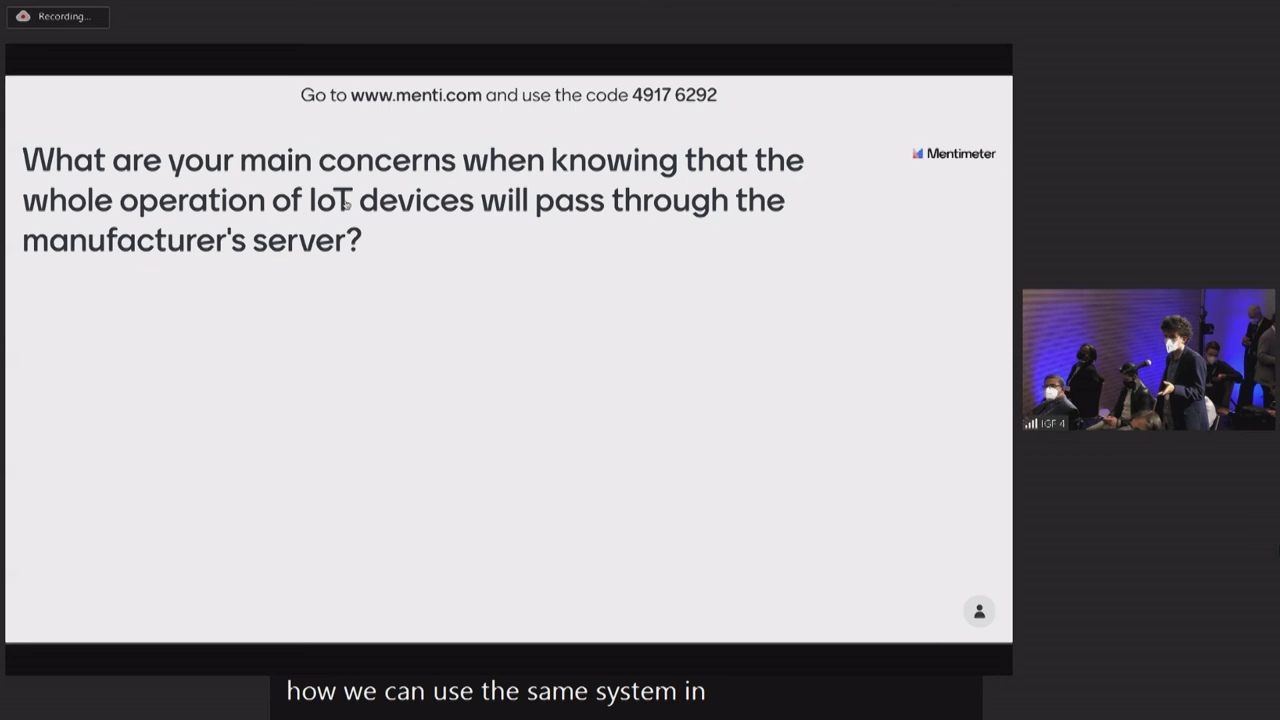 Recording...
Go to www.menti.com and use the code 4917 6292
What are your main concerns when knowing that the
whole operation of IoT devices will pass through the
manufacturer's server?
Mentimeter
IGF 4
how we can use the same system in